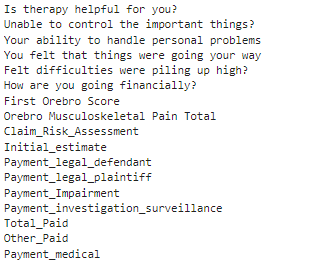 Is therapy helpful for you?
Unable to control the important things?
Your ability to handle personal problems
You felt that things were going your way
Felt difficulties were piling up high?
How are you going financially?
First Orebro Score
Orebro Musculoskeletal Pain Total
Claim_Risk_Assessment
Initial_estimate
Payment_legal_defendant
Payment_legal_plaintiff
Payment_Impairment
Payment_investigation_surveillance
Total_Paid
Other_Paid
Payment_medical